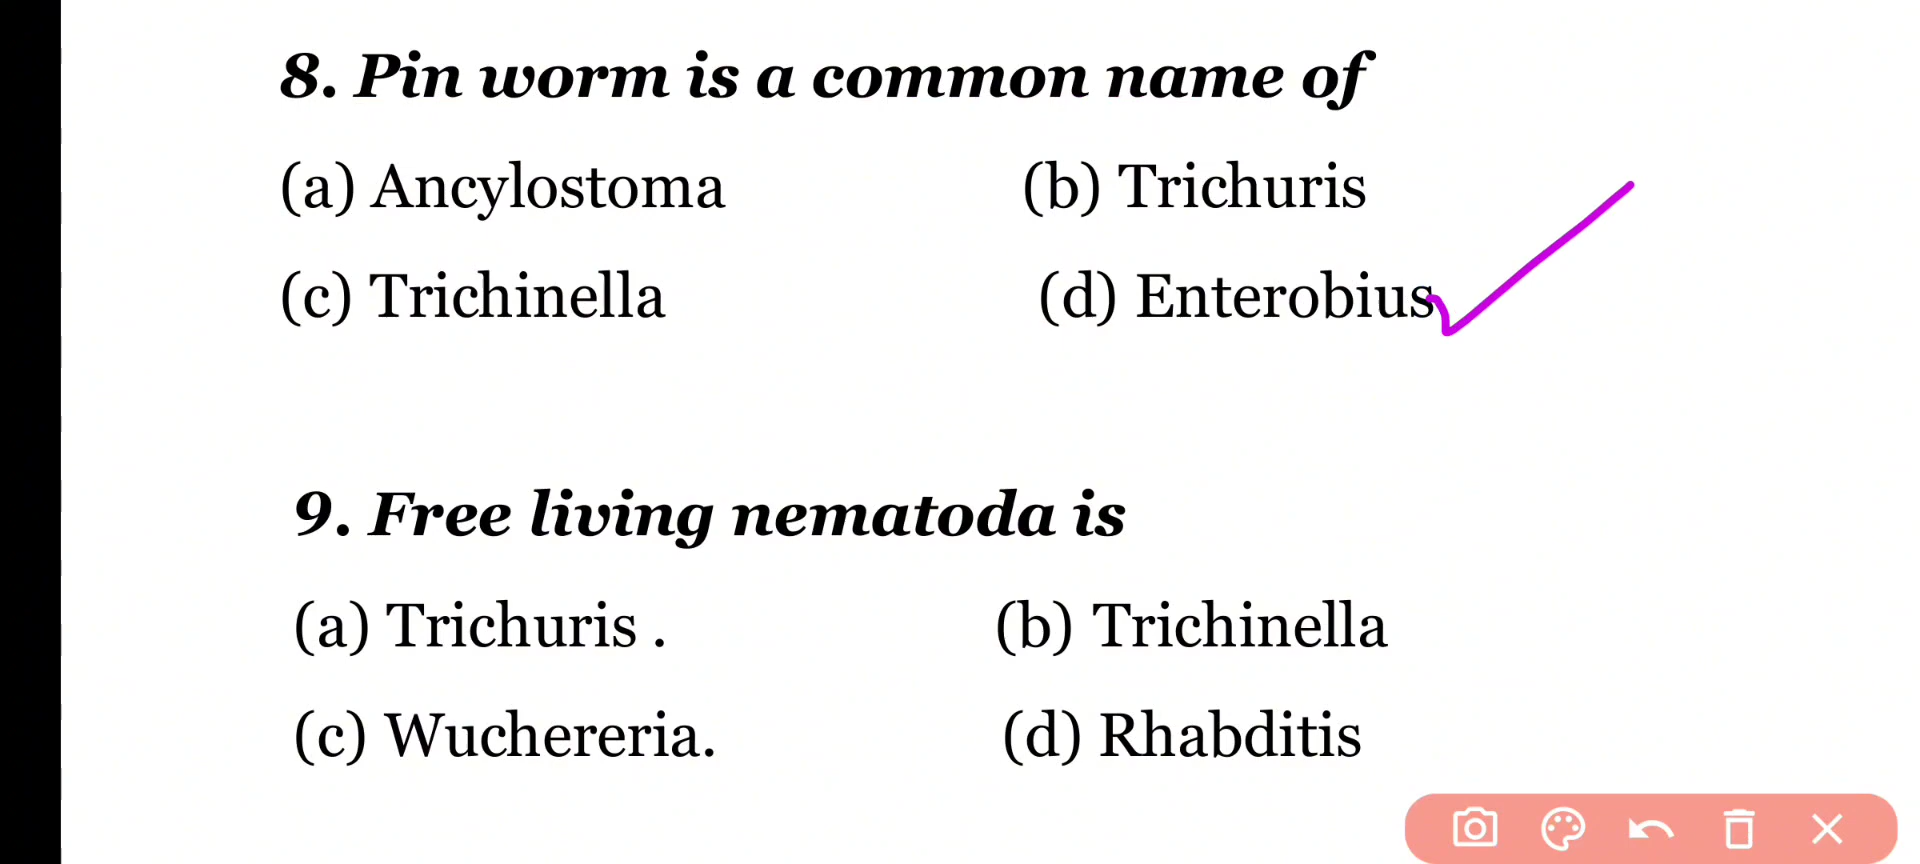 8. Pin worm is a common name of
(a) Ancylostoma (b) Trichuris
(c) Trichinella (d) Enterobius
9. Free living nematoda is
(a) Trichuris . (b) Trichinella
(c) Wuchereria. (d) Rhabditis